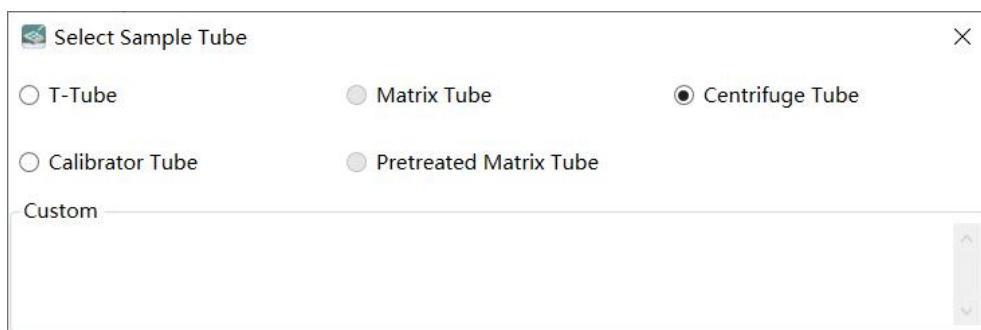 Select Sample Tube
T-Tube Matrix Tube Centrifuge Tube
Calibrator Tube Pretreated Matrix Tube
Custom